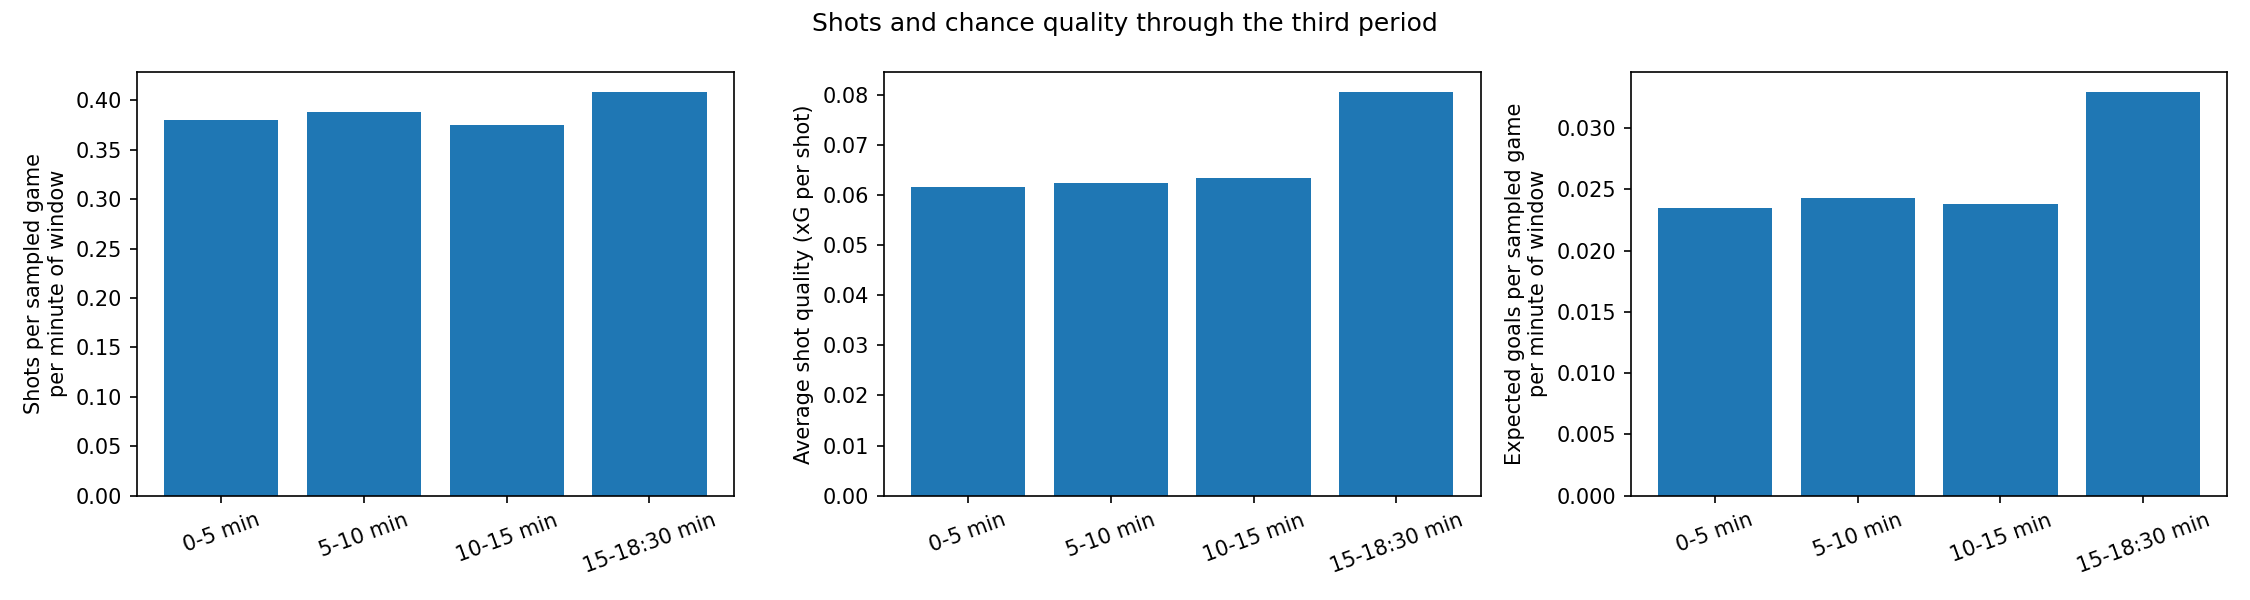 Shots and chance quality through the third period
Shots per sampled game
per minute of window
0.40
0.35
0.30
0.25
0.20
0.15
0.10
0.05
0.00
0-5 min
5-10 min
10-15 min
15-18:30 min
Average shot quality (xG per shot)
0.08
0.07
0.06
0.05
0.04
0.03
0.02
0.01
0.00
0-5 min
5-10 min
10-15 min
15-18:30 min
Expected goals per sampled game
per minute of window
0.030
0.025
0.020
0.015
0.010
0.005
0.000
0-5 min
5-10 min
10-15 min
15-18:30 min